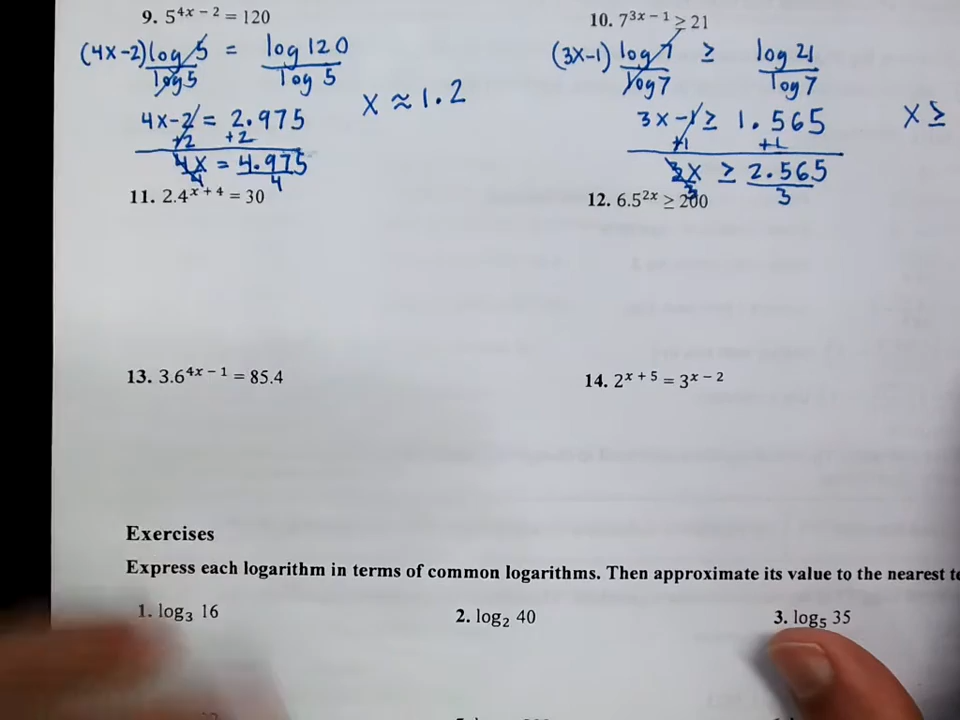 9. 5^{4x – 2} = 120
(4x-2) log 5 / log 5 = log 120 / log 5
4x-2 = 2.975
+2 +2
4x / 4 = 4.975 / 4
x ≈ 1.2
10. 7^{3x – 1} ≥ 21
(3x-1) log 7 / log 7 ≥ log 21 / log 7
3x-1 ≥ 1.565
+1 +1
3x / 3 ≥ 2.565 / 3
x ≥
11. 2.4^{x + 4} = 30
12. 6.5^{2x} ≥ 200
13. 3.6^{4x – 1} = 85.4
14. 2^{x + 5} = 3^{x – 2}
Exercises
Express each logarithm in terms of common logarithms. Then approximate its value to the nearest
1. log₃ 16
2. log₂ 40
3. log₅ 35